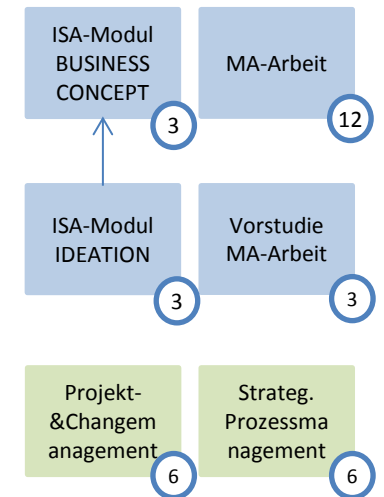 ISA-Modul
BUSINESS
CONCEPT
3
MA-Arbeit
12
ISA-Modul
IDEATION
3
Vorstudie
MA-Arbeit
3
Projekt-
&Changem
anagement
6
Strateg.
Prozessma
nagement
6